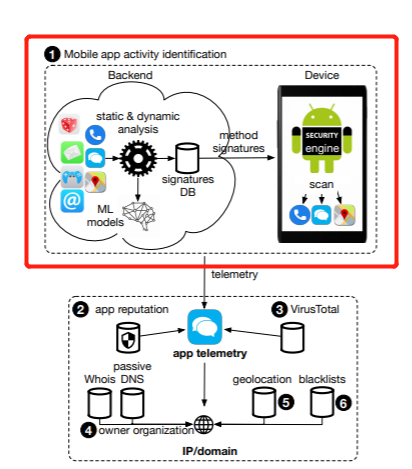 1 Mobile app activity identification
Backend
Device
static & dynamic
analysis
method
signatures
SECURITY
engine
signatures
DB
scan
ML
models
@
telemetry
2 app reputation
3 VirusTotal
app telemetry
passive
Whois DNS
geolocation
blacklists
5
6
4 owner organization
IP/domain